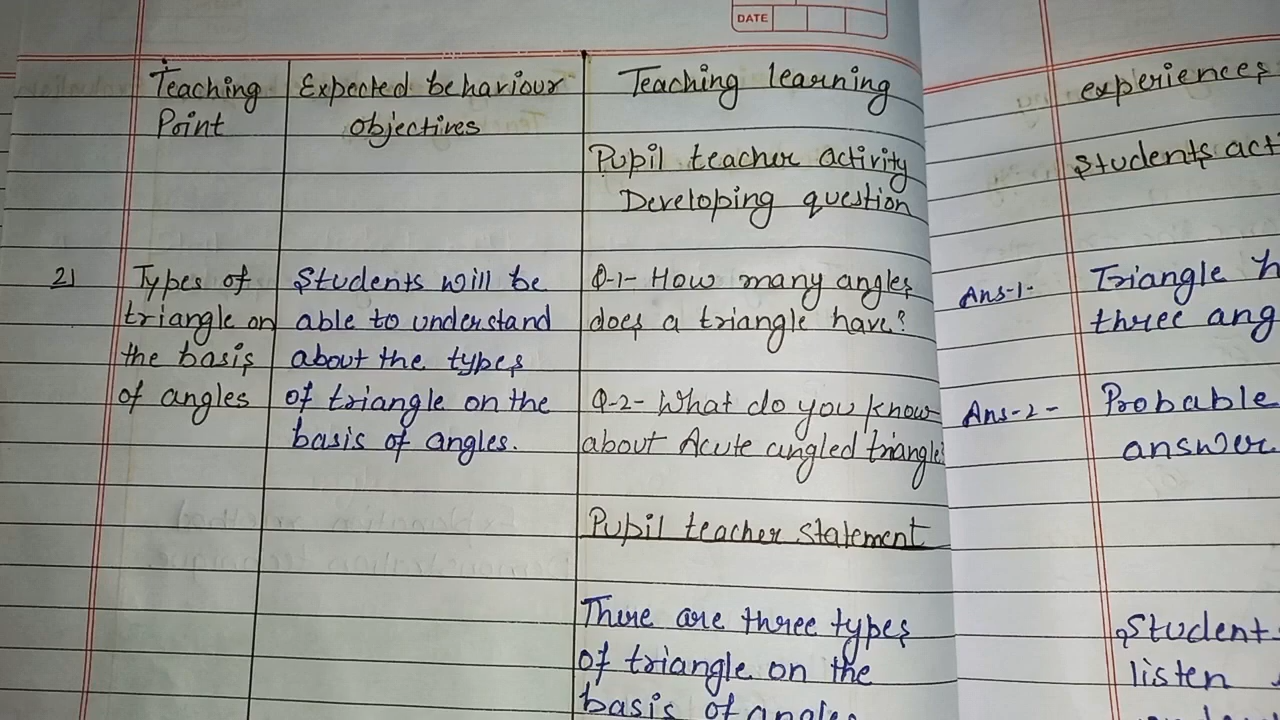 DATE
Teaching Point
Expected behaviour objectives
Teaching learning
experiences
Pupil teacher activity
Developing question
Students act
2)
Types of
triangle on
the basis
of angles
Students will be
able to understand
about the types
of triangle on the
basis of angles.
Q-1- How many angles
does a triangle have?
Q-2- What do you know
about Acute angled triangle
Pupil teacher statement
There are three types
of triangle on the
basis of angles
Ans-1- Triangle h
three ang
Ans-2- Probable
answer
Student
listen